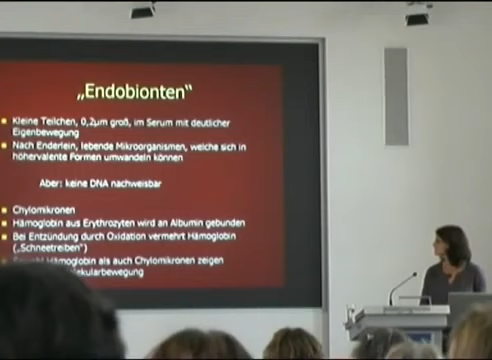 „Endobionten“
Kleine Teilchen, 0,2µm groß, im Serum mit deutlicher
Eigenbewegung
Nach Enderlein, lebende Mikroorganismen, welche sich in
höhervalente Formen umwandeln können
Aber: keine DNA nachweisbar
Chylomikronen
Hämoglobin aus Erythrozyten wird an Albumin gebunden
Bei Entzündung durch Oxidation vermehrt Hämoglobin
(„Schneetreiben“)
Hämoglobin als auch Chylomikronen zeigen